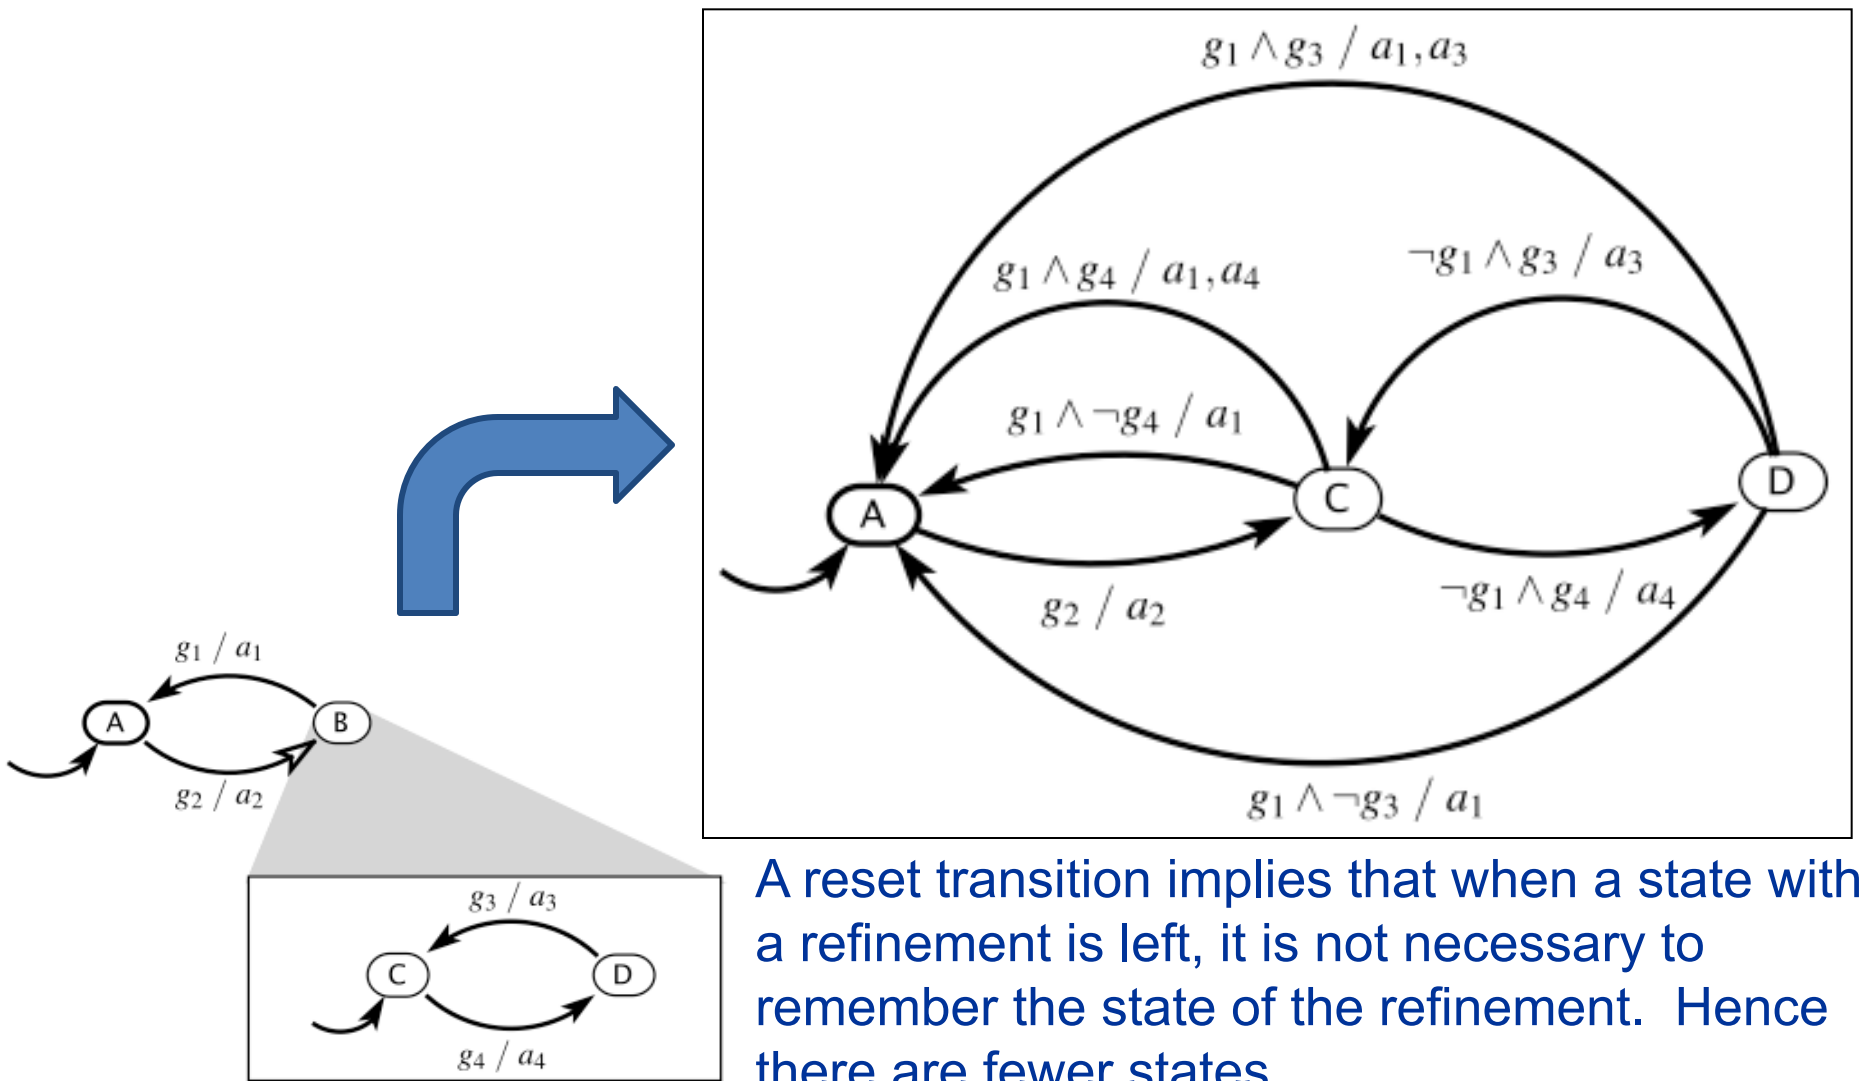 g₁ ∧ g₃ / a₁,a₃
g₁ ∧ g₄ / a₁,a₄
¬g₁ ∧ g₃ / a₃
g₁ ∧ ¬g₄ / a₁
A
C
D
g₂ / a₂
¬g₁ ∧ g₄ / a₄
g₁ ∧ ¬g₃ / a₁
g₁ / a₁
A
B
g₂ / a₂
g₃ / a₃
C
D
g₄ / a₄
A reset transition implies that when a state with
a refinement is left, it is not necessary to
remember the state of the refinement. Hence
there are fewer states